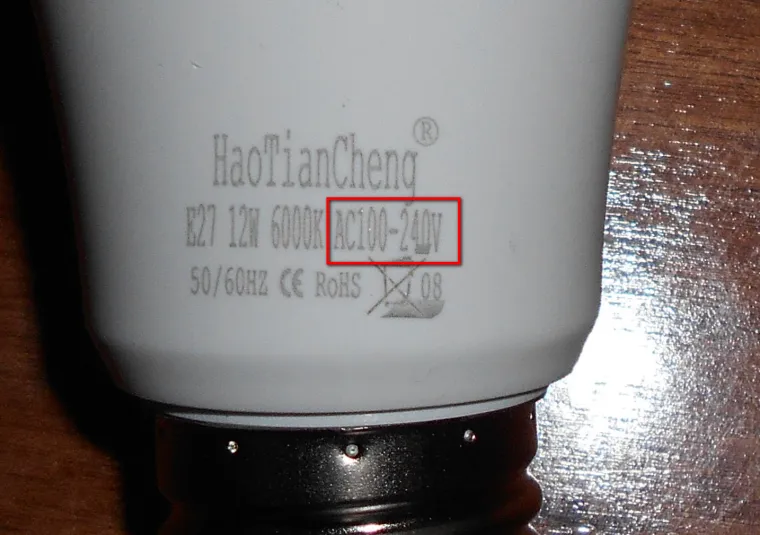 HaoTianCheng®
E27 12W 6000K AC100-240V
50/60HZ CE RoHS 08